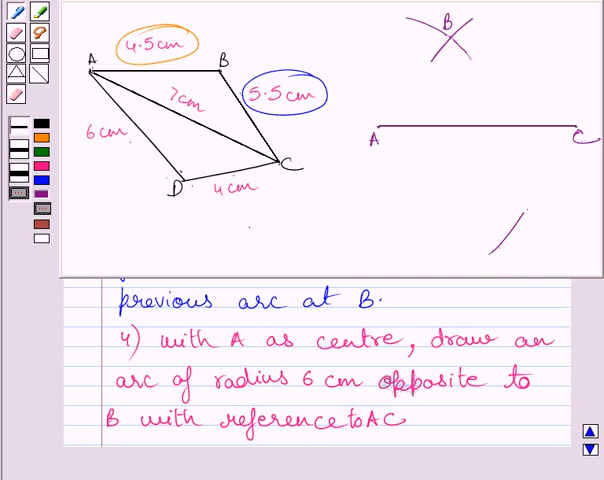 4.5cm
A
B
B
7cm
5.5cm
6cm
A
C
C
D
4cm
previous arc at B.
4) with A as centre, draw an
arc of radius 6 cm opposite to
B with reference to AC